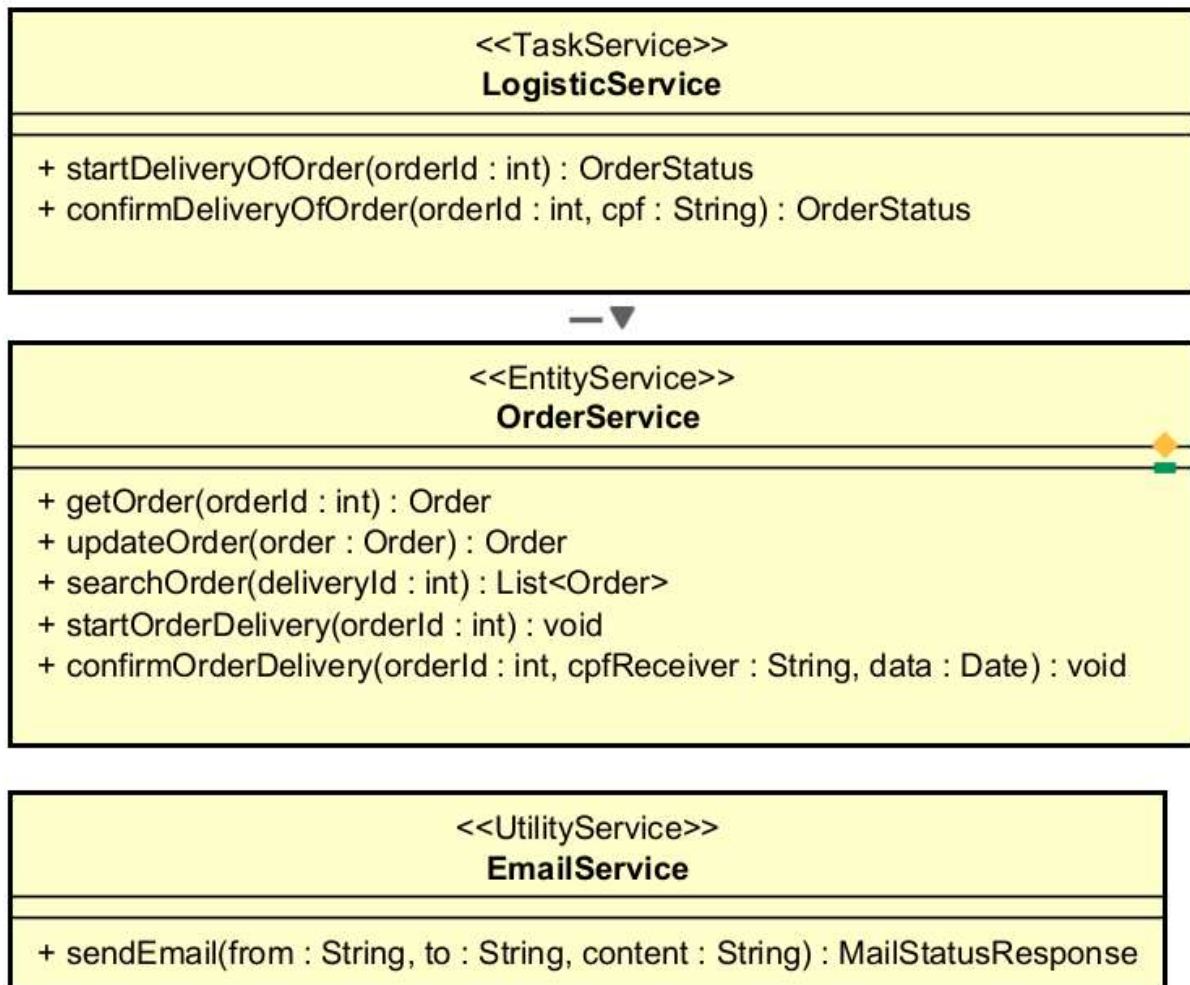 <<TaskService>>
LogisticService
+ startDeliveryOfOrder(orderId : int) : OrderStatus
+ confirmDeliveryOfOrder(orderId : int, cpf : String) : OrderStatus
<<EntityService>>
OrderService
+ getOrder(orderId : int) : Order
+ updateOrder(order : Order) : Order
+ searchOrder(deliveryId : int) : List<Order>
+ startOrderDelivery(orderId : int) : void
+ confirmOrderDelivery(orderId : int, cpfReceiver : String, data : Date) : void
<<UtilityService>>
EmailService
+ sendEmail(from : String, to : String, content : String) : MailStatusResponse